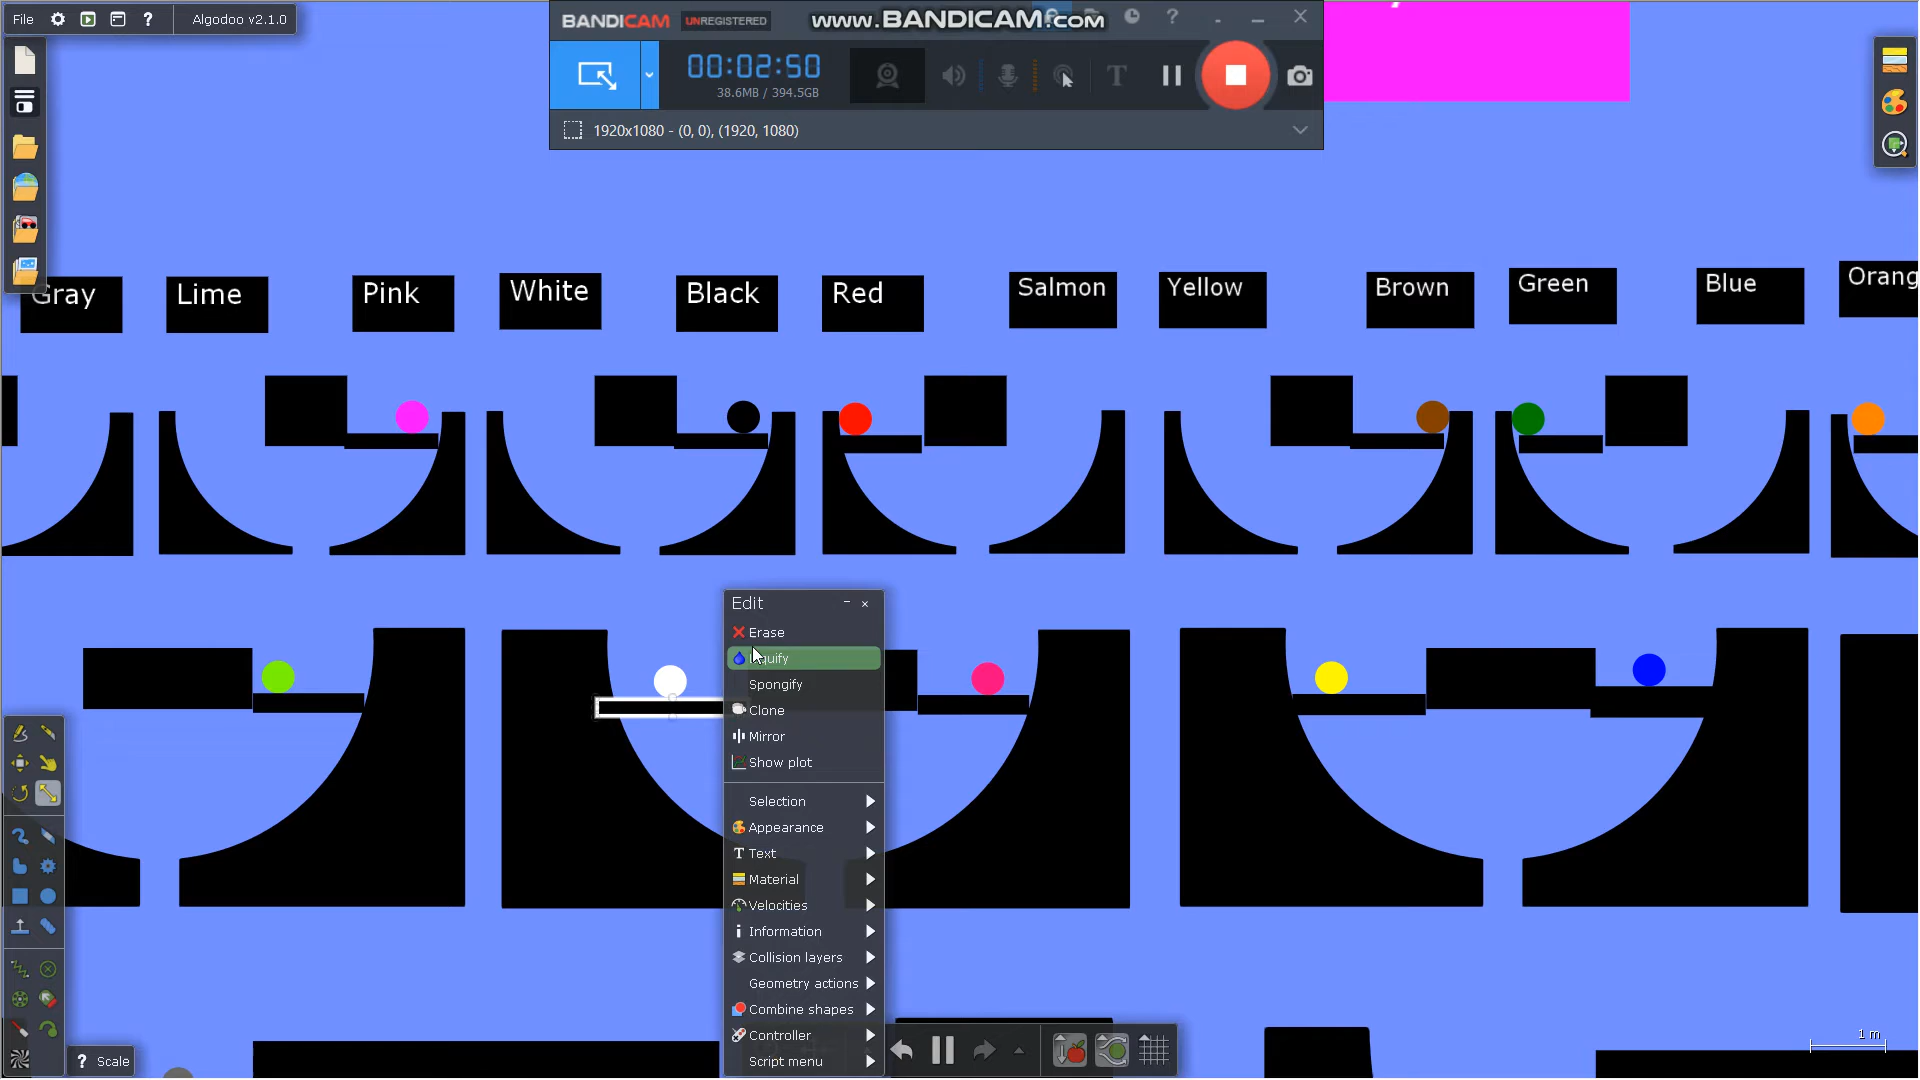 File
Algodoo v2.1.0
BANDICAM UNREGISTERED
www.BANDICAM.com
00:02:50
38.6MB / 394.5GB
1920x1080 - (0, 0), (1920, 1080)
Gray
Lime
Pink
White
Black
Red
Salmon
Yellow
Brown
Green
Blue
Orang
Edit
Erase
quify
Spongify
Clone
Mirror
Show plot
Selection
Appearance
Text
Material
Velocities
Information
Collision layers
Geometry actions
Combine shapes
Controller
Script menu
? Scale
1 m